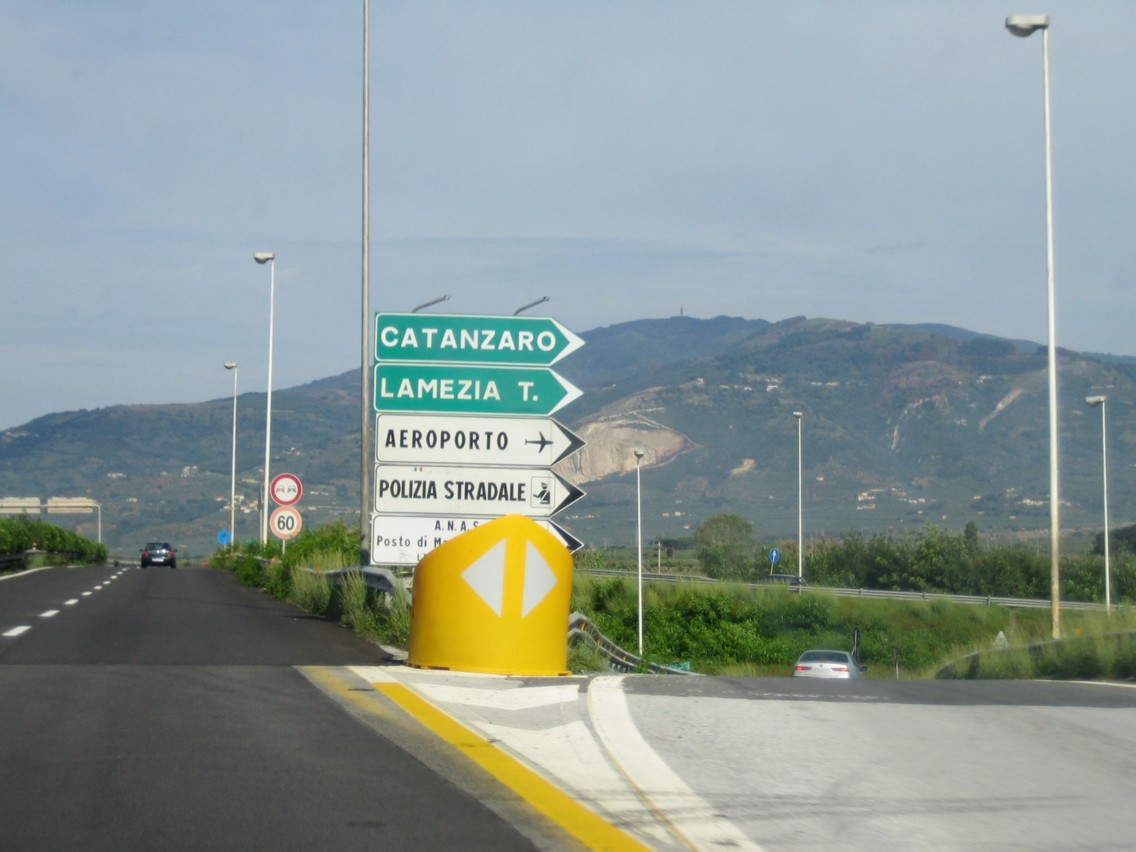 CATANZARO
LAMEZIA T.
AEROPORTO
POLIZIA STRADALE
A.N.A.S.
Posto di
60